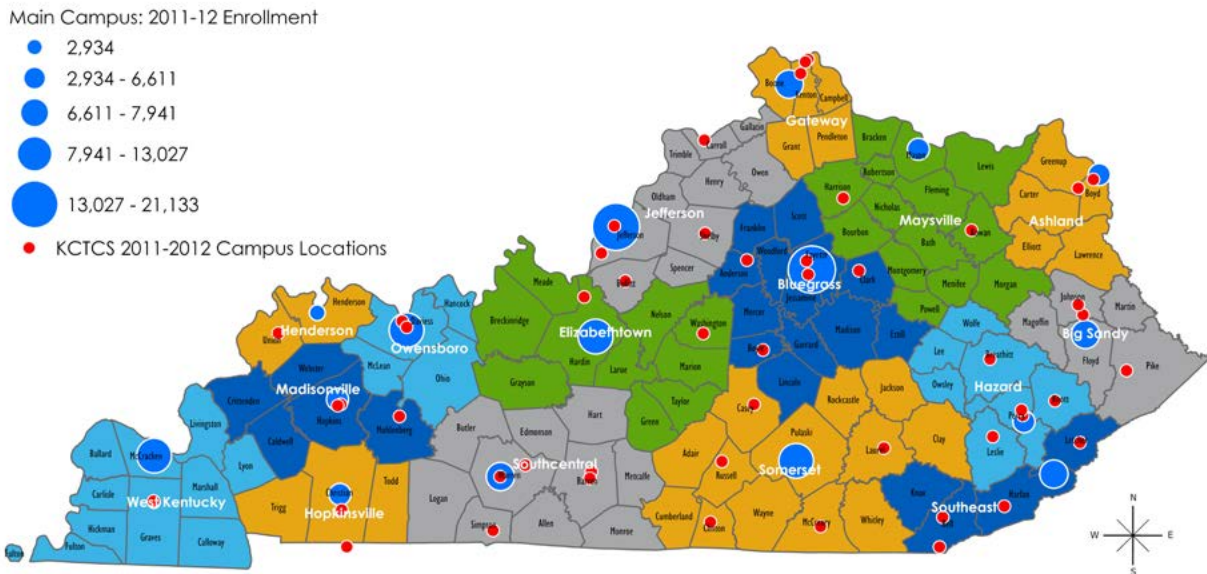 Main Campus: 2011-12 Enrollment
2,934
2,934 - 6,611
6,611 - 7,941
7,941 - 13,027
13,027 - 21,133
KCTCS 2011-2012 Campus Locations
Boone
Kenton
Campbell
Gateway
Grant
Pendleton
Gallatin
Carroll
Trimble
Owen
Henry
Oldham
Jefferson
Jefferson
Shelby
Spencer
Bullitt
Bracken
Mason
Lewis
Robertson
Fleming
Harrison
Nicholas
Maysville
Rowan
Bourbon
Bath
Montgomery
Menifee
Morgan
Powell
Greenup
Boyd
Carter
Ashland
Elliott
Lawrence
Scott
Franklin
Woodford
Fayette
Anderson
Clark
Bluegrass
Jessamine
Mercer
Madison
Estill
Garrard
Boyle
Lincoln
Johnson
Martin
Magoffin
Big Sandy
Floyd
Pike
Wolfe
Lee
Breathitt
Owsley
Hazard
Knott
Perry
Leslie
Letcher
Meade
Breckinridge
Nelson
Washington
Elizabethtown
Hardin
Larue
Marion
Grayson
Taylor
Green
Henderson
Henderson
Union
Hancock
Daviess
Owensboro
McLean
Ohio
Webster
Madisonville
Crittenden
Hopkins
Muhlenberg
Caldwell
Livingston
Lyon
Ballard
McCracken
Marshall
Carlisle
West Kentucky
Hickman
Graves
Calloway
Fulton
Fulton
Christian
Todd
Trigg
Hopkinsville
Butler
Edmonson
Hart
Southcentral
Warren
Barren
Metcalfe
Logan
Simpson
Allen
Monroe
Casey
Rockcastle
Jackson
Pulaski
Clay
Adair
Russell
Somerset
Laurel
Cumberland
Clinton
Wayne
McCreary
Whitley
Knox
Southeast
Harlan
Bell
N
W
E
S